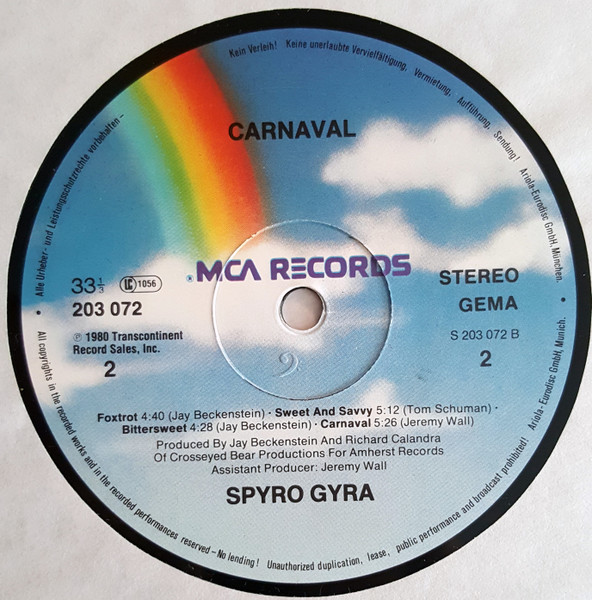 Kein Verleih! Keine unerlaubte Vervielfältigung, Vermietung, Aufführung, Sendung!
Alle Urheber- und Leistungsschutzrechte vorbehalten –
CARNAVAL
® MCA RECORDS
33 1/3
LC 1056
203 072
℗ 1980 Transcontinent
Record Sales, Inc.
2
STEREO
GEMA
S 203 072 B
2
Foxtrot 4:40 (Jay Beckenstein) · Sweet And Savvy 5:12 (Tom Schuman) ·
Bittersweet 4:28 (Jay Beckenstein) · Carnaval 5:26 (Jeremy Wall)
Produced By Jay Beckenstein And Richard Calandra
Of Crosseyed Bear Productions For Amherst Records
Assistant Producer: Jeremy Wall
SPYRO GYRA
Ariola-Eurodisc GmbH, München.
All copyrights in the recorded works and in the recorded performances reserved – No lending! Unauthorized duplication, lease, public performance and broadcast prohibited! Ariola-Eurodisc GmbH, Munich.